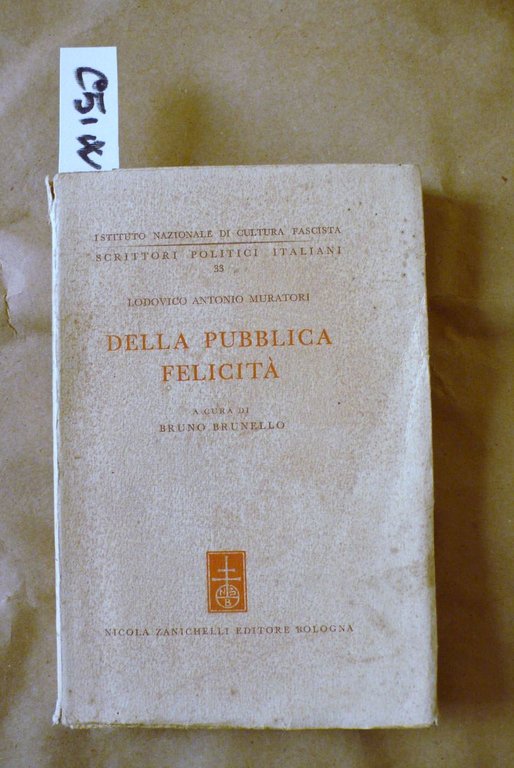 ISTITUTO NAZIONALE DI CULTURA FASCISTA
SCRITTORI POLITICI ITALIANI
33
LODOVICO ANTONIO MURATORI
DELLA PUBBLICA
FELICITÀ
A CURA DI
BRUNO BRUNELLO
NICOLA ZANICHELLI EDITORE BOLOGNA